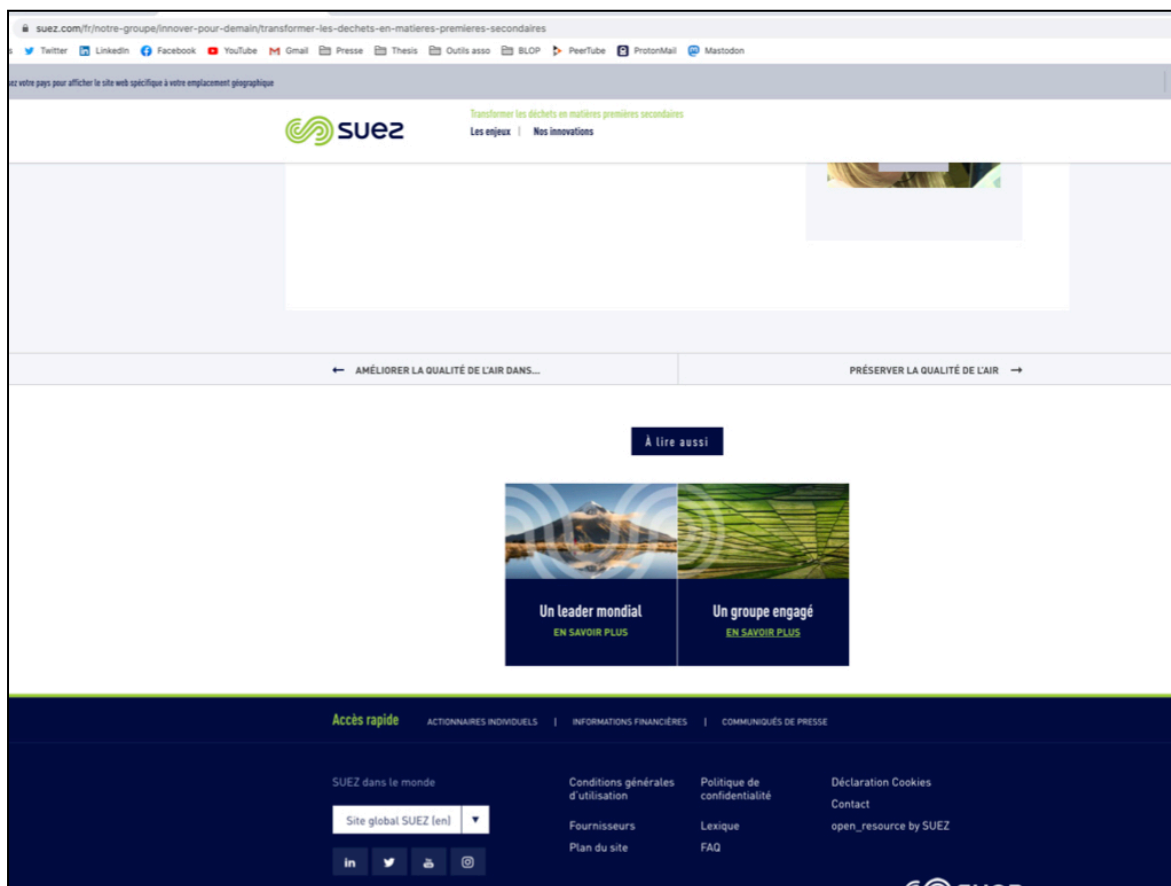 suez.com/fr/notre-groupe/innover-pour-demain/transformer-les-dechets-en-matieres-premieres-secondaires
Twitter LinkedIn Facebook YouTube Gmail Presse Thesis Outils asso BLOP PeerTube ProtonMail Mastodon
votre pays pour afficher le site web spécifique à votre emplacement géographique
Transformer les déchets en matières premières secondaires
suez
Les enjeux | Nos innovations
← AMÉLIORER LA QUALITÉ DE L'AIR DANS...
PRÉSERVER LA QUALITÉ DE L'AIR →
À lire aussi
Un leader mondial
EN SAVOIR PLUS
Un groupe engagé
EN SAVOIR PLUS
Accès rapide ACTIONNAIRES INDIVIDUELS | INFORMATIONS FINANCIÈRES | COMMUNIQUÉS DE PRESSE
SUEZ dans le monde
Site global SUEZ (en)
Conditions générales
d'utilisation
Fournisseurs
Plan du site
Politique de
confidentialité
Lexique
FAQ
Déclaration Cookies
Contact
open_resource by SUEZ